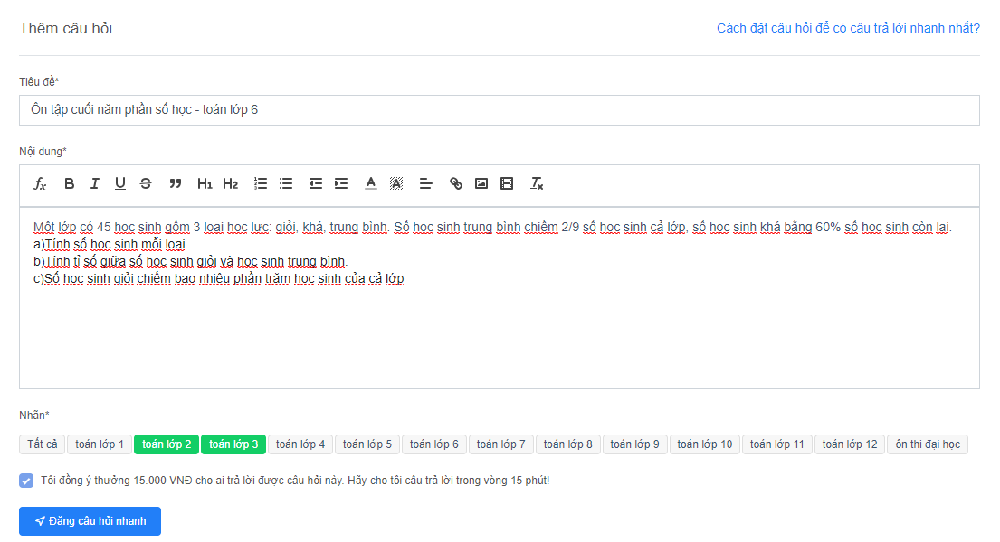 Thêm câu hỏi
Cách đặt câu hỏi để có câu trả lời nhanh nhất?
Tiêu đề*
Ôn tập cuối năm phần số học - toán lớp 6
Nội dung*
fx B I U S ” H1 H2 A A Tx
Một lớp có 45 học sinh gồm 3 loại học lực: giỏi, khá, trung bình. Số học sinh trung bình chiếm 2/9 số học sinh cả lớp, số học sinh khá bằng 60% số học sinh còn lại.
a)Tính số học sinh mỗi loại
b)Tính tỉ số giữa số học sinh giỏi và học sinh trung bình.
c)Số học sinh giỏi chiếm bao nhiêu phần trăm học sinh của cả lớp
Nhãn*
Tất cả toán lớp 1 toán lớp 2 toán lớp 3 toán lớp 4 toán lớp 5 toán lớp 6 toán lớp 7 toán lớp 8 toán lớp 9 toán lớp 10 toán lớp 11 toán lớp 12 ôn thi đại học
Tôi đồng ý thưởng 15.000 VNĐ cho ai trả lời được câu hỏi này. Hãy cho tôi câu trả lời trong vòng 15 phút!
Đăng câu hỏi nhanh